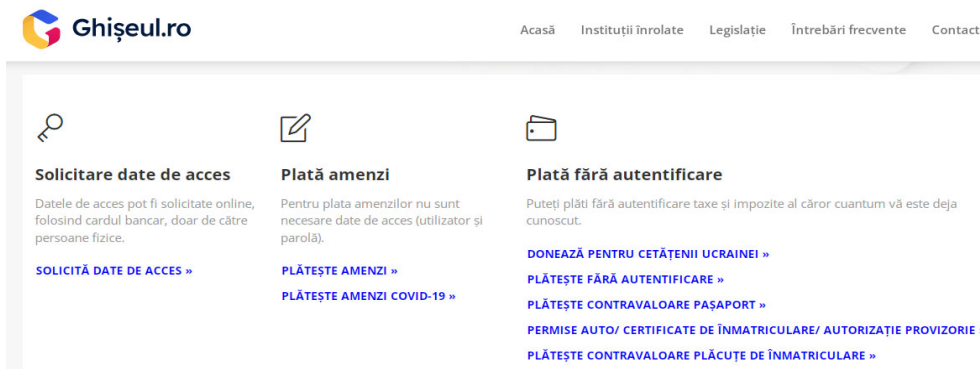 Ghișeul.ro
Acasă Instituții înrolate Legislație Întrebări frecvente Contact
Solicitare date de acces
Datele de acces pot fi solicitate online,
folosind cardul bancar, doar de către
persoane fizice.
SOLICITĂ DATE DE ACCES »
Plată amenzi
Pentru plata amenzilor nu sunt
necesare date de acces (utilizator și
parolă).
PLĂTEȘTE AMENZI »
PLĂTEȘTE AMENZI COVID-19 »
Plată fără autentificare
Puteți plăti fără autentificare taxe și impozite al căror cuantum vă este deja
cunoscut.
DONEAZĂ PENTRU CETĂȚENII UCRAINEI »
PLĂTEȘTE FĂRĂ AUTENTIFICARE »
PLĂTEȘTE CONTRAVALOARE PAȘAPORT »
PERMISE AUTO/ CERTIFICATE DE ÎNMATRICULARE/ AUTORIZAȚIE PROVIZORIE
PLĂTEȘTE CONTRAVALOARE PLĂCUȚE DE ÎNMATRICULARE »